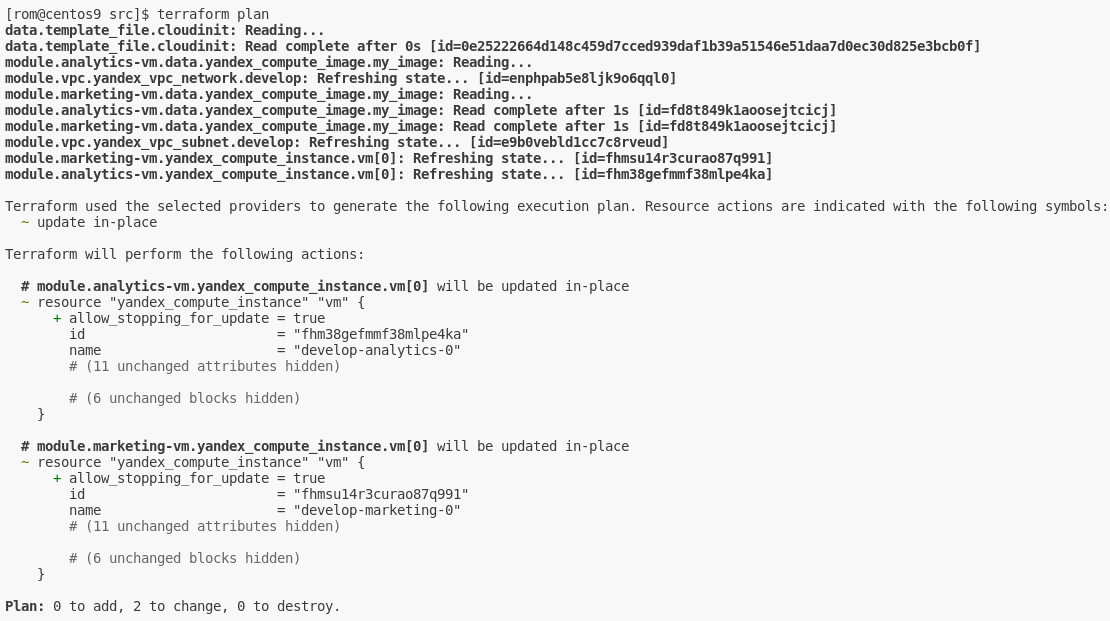 [rom@centos9 src]$ terraform plan
data.template_file.cloudinit: Reading...
data.template_file.cloudinit: Read complete after 0s [id=0e25222664d148c459d7cced939daf1b39a51546e51daa7d0ec30d825e3bcb0f]
module.analytics-vm.data.yandex_compute_image.my_image: Reading...
module.vpc.yandex_vpc_network.develop: Refreshing state... [id=enphpab5e8ljk9o6qql0]
module.marketing-vm.data.yandex_compute_image.my_image: Reading...
module.analytics-vm.data.yandex_compute_image.my_image: Read complete after 1s [id=fd8t849k1aoosejtcicj]
module.marketing-vm.data.yandex_compute_image.my_image: Read complete after 1s [id=fd8t849k1aoosejtcicj]
module.vpc.yandex_vpc_subnet.develop: Refreshing state... [id=e9b0vebld1cc7c8rveud]
module.marketing-vm.yandex_compute_instance.vm[0]: Refreshing state... [id=fhmsu14r3curao87q991]
module.analytics-vm.yandex_compute_instance.vm[0]: Refreshing state... [id=fhm38gefmmf38mlpe4ka]

Terraform used the selected providers to generate the following execution plan. Resource actions are indicated with the following symbols:
  ~ update in-place

Terraform will perform the following actions:

  # module.analytics-vm.yandex_compute_instance.vm[0] will be updated in-place
  ~ resource "yandex_compute_instance" "vm" {
      + allow_stopping_for_update = true
        id                        = "fhm38gefmmf38mlpe4ka"
        name                      = "develop-analytics-0"
        # (11 unchanged attributes hidden)

        # (6 unchanged blocks hidden)
    }

  # module.marketing-vm.yandex_compute_instance.vm[0] will be updated in-place
  ~ resource "yandex_compute_instance" "vm" {
      + allow_stopping_for_update = true
        id                        = "fhmsu14r3curao87q991"
        name                      = "develop-marketing-0"
        # (11 unchanged attributes hidden)

        # (6 unchanged blocks hidden)
    }

Plan: 0 to add, 2 to change, 0 to destroy.